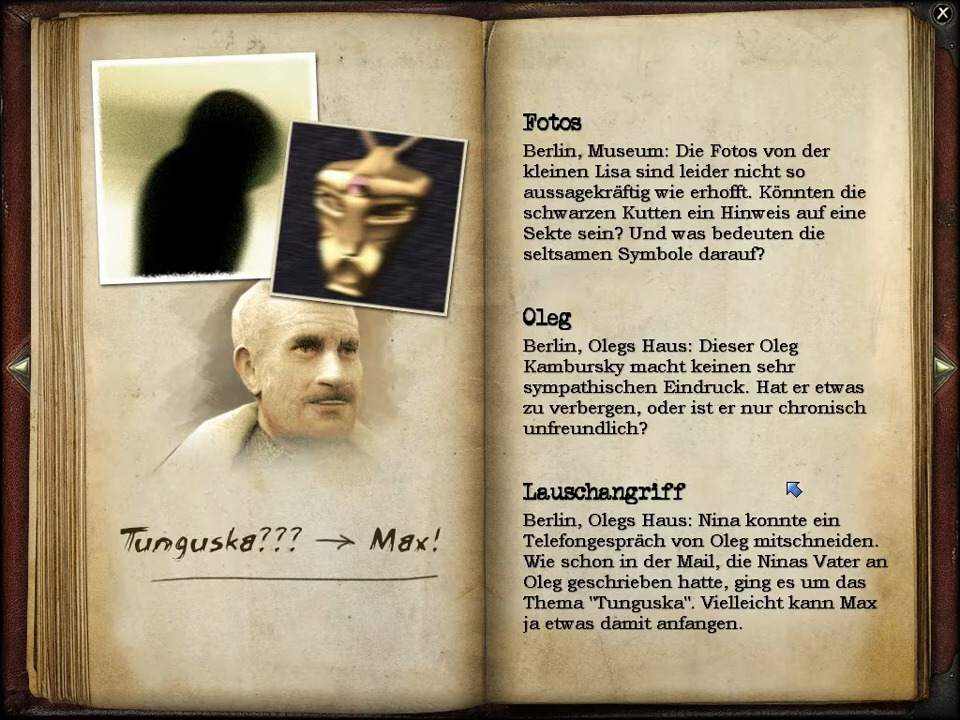 Tunguska??? → Max!
Fotos
Berlin, Museum: Die Fotos von der
kleinen Lisa sind leider nicht so
aussagekräftig wie erhofft. Könnten die
schwarzen Kutten ein Hinweis auf eine
Sekte sein? Und was bedeuten die
seltsamen Symbole darauf?
Oleg
Berlin, Olegs Haus: Dieser Oleg
Kambursky macht keinen sehr
sympathischen Eindruck. Hat er etwas
zu verbergen, oder ist er nur chronisch
unfreundlich?
Lauschangriff
Berlin, Olegs Haus: Nina konnte ein
Telefongespräch von Oleg mitschneiden.
Wie schon in der Mail, die Ninas Vater an
Oleg geschrieben hatte, ging es um das
Thema "Tunguska". Vielleicht kann Max
ja etwas damit anfangen.